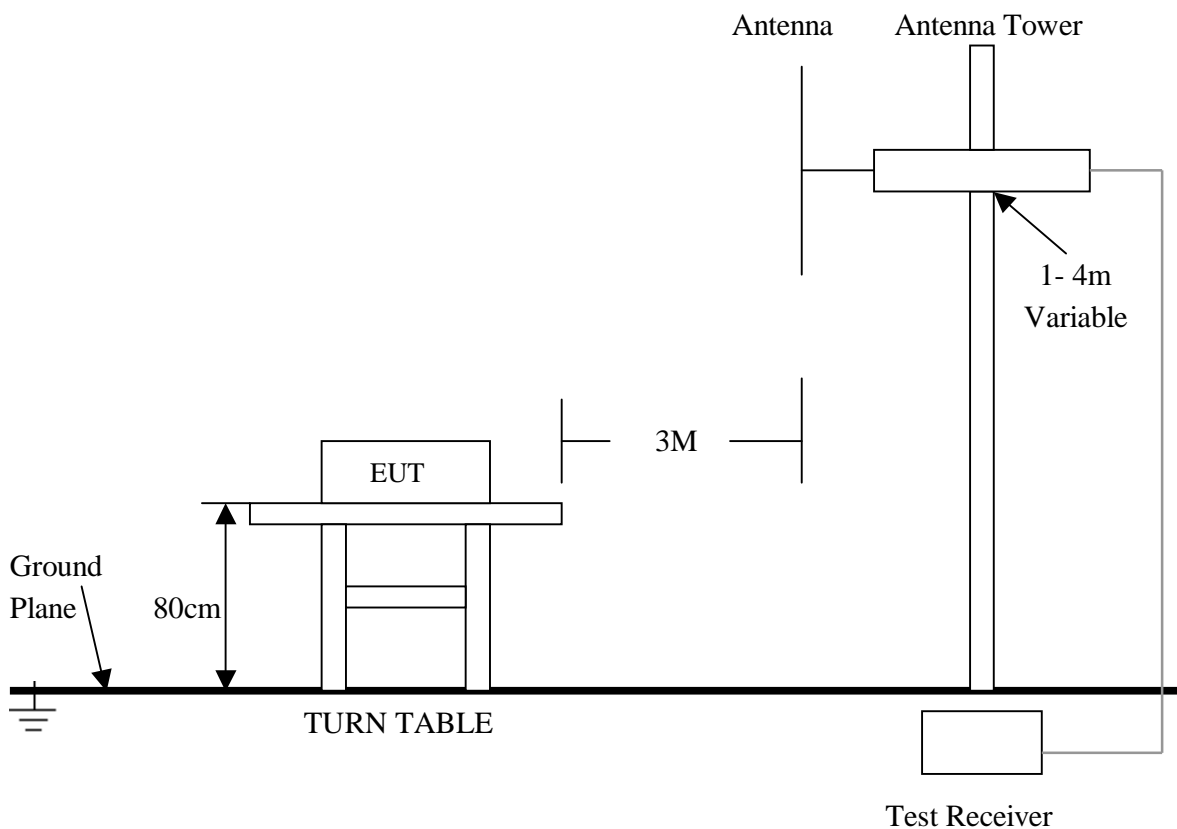 Antenna
Antenna Tower
1- 4m
Variable
3M
EUT
Ground
Plane
80cm
TURN TABLE
Test Receiver